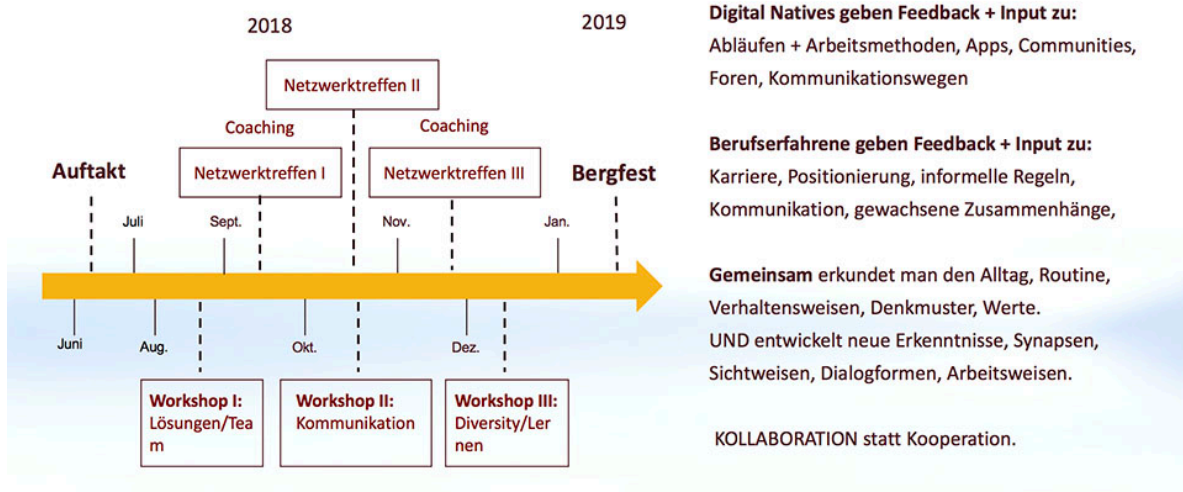 2018
2019
Netzwerktreffen II
Coaching
Coaching
Auftakt
Netzwerktreffen I
Netzwerktreffen III
Bergfest
Juli
Sept.
Nov.
Jan.
Juni
Aug.
Okt.
Dez.
Workshop I:
Lösungen/Tea
m
Workshop II:
Kommunikation
Workshop III:
Diversity/Ler
nen
Digital Natives geben Feedback + Input zu:
Abläufen + Arbeitsmethoden, Apps, Communities,
Foren, Kommunikationswegen
Berufserfahrene geben Feedback + Input zu:
Karriere, Positionierung, informelle Regeln,
Kommunikation, gewachsene Zusammenhänge,
Gemeinsam erkundet man den Alltag, Routine,
Verhaltensweisen, Denkmuster, Werte.
UND entwickelt neue Erkenntnisse, Synapsen,
Sichtweisen, Dialogformen, Arbeitsweisen.
KOLLABORATION statt Kooperation.